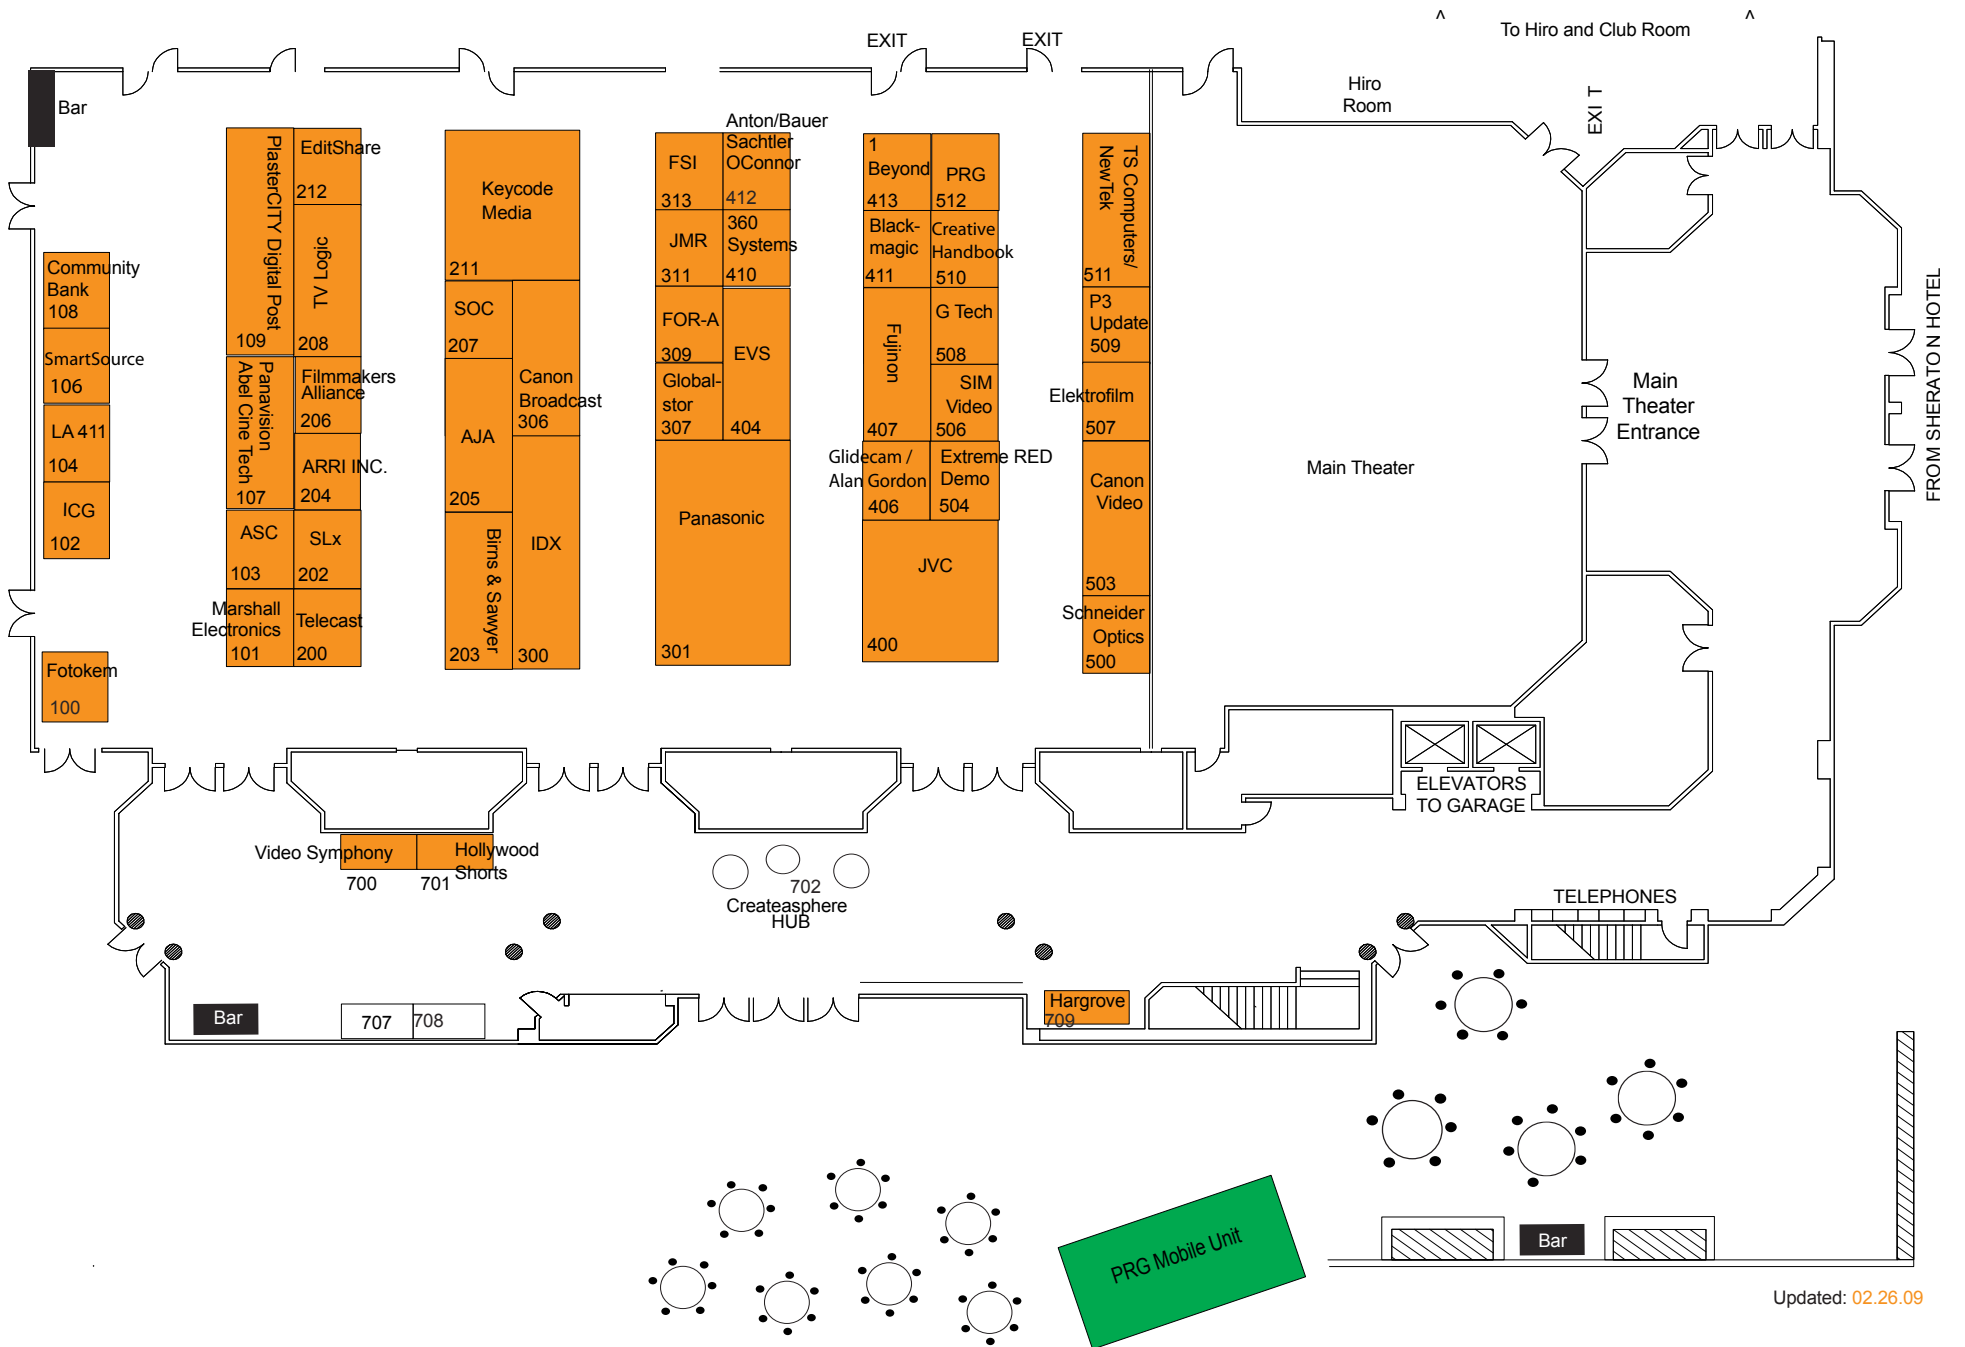 ^
^
To Hiro and Club Room
EXIT
EXIT
Bar
Hiro
Room
EXI T
PlasterCITY Digital Post
109
EditShare
212
TV Logic
208
Keycode
Media
211
FSI
313
Anton/Bauer
Sachtler
OConnor
412
1
Beyond
413
PRG
512
TS Computers/
NewTek
511
JMR
311
360
Systems
410
Black-
magic
411
Creative
Handbook
510
Community
Bank
108
SmartSource
106
LA 411
104
ICG
102
Fotokem
100
Panavision
Abel Cine Tech
107
Filmmakers
Alliance
206
ARRI INC.
204
ASC
103
SLx
202
Marshall
Electronics
101
Telecast
200
SOC
207
Canon
Broadcast
306
AJA
205
Birns & Sawyer
203
IDX
300
FOR-A
309
EVS
404
Global-
stor
307
Panasonic
301
Fujinon
407
G Tech
508
SIM
Video
506
Glidecam /
Alan Gordon
406
Extreme RED
Demo
504
JVC
400
P3
Update
509
Elektrofilm
507
Canon
Video
503
Schneider
Optics
500
Main Theater
Main
Theater
Entrance
FROM SHERATON HOTEL
ELEVATORS
TO GARAGE
Video Symphony
700
Hollywood
Shorts
701
702
Createasphere
HUB
TELEPHONES
Bar
707
708
Hargrove
709
PRG Mobile Unit
Bar
Updated: 02.26.09